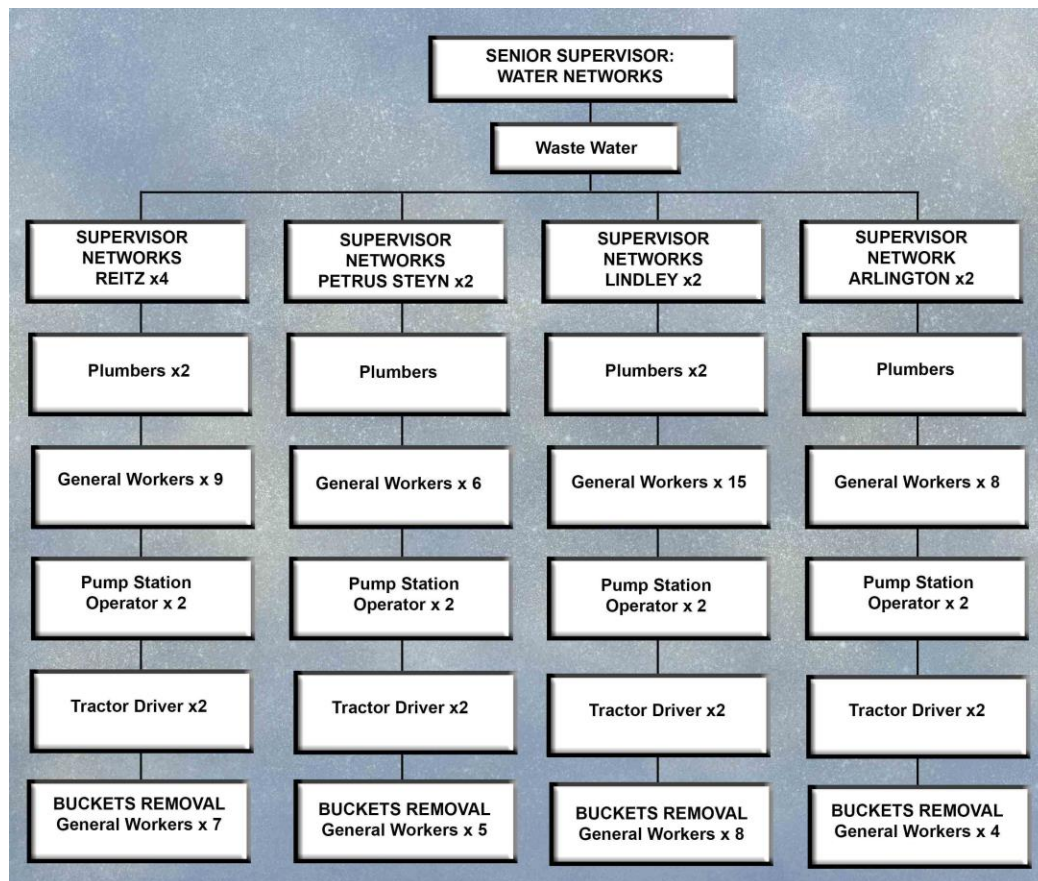 SENIOR SUPERVISOR:
WATER NETWORKS
Waste Water
SUPERVISOR
NETWORKS
REITZ x4
SUPERVISOR
NETWORKS
PETRUS STEYN x2
SUPERVISOR
NETWORKS
LINDLEY x2
SUPERVISOR
NETWORK
ARLINGTON x2
Plumbers x2
Plumbers
Plumbers x2
Plumbers
General Workers x 9
General Workers x 6
General Workers x 15
General Workers x 8
Pump Station
Operator x 2
Pump Station
Operator x 2
Pump Station
Operator x 2
Pump Station
Operator x 2
Tractor Driver x2
Tractor Driver x2
Tractor Driver x2
Tractor Driver x2
BUCKETS REMOVAL
General Workers x 7
BUCKETS REMOVAL
General Workers x 5
BUCKETS REMOVAL
General Workers x 8
BUCKETS REMOVAL
General Workers x 4